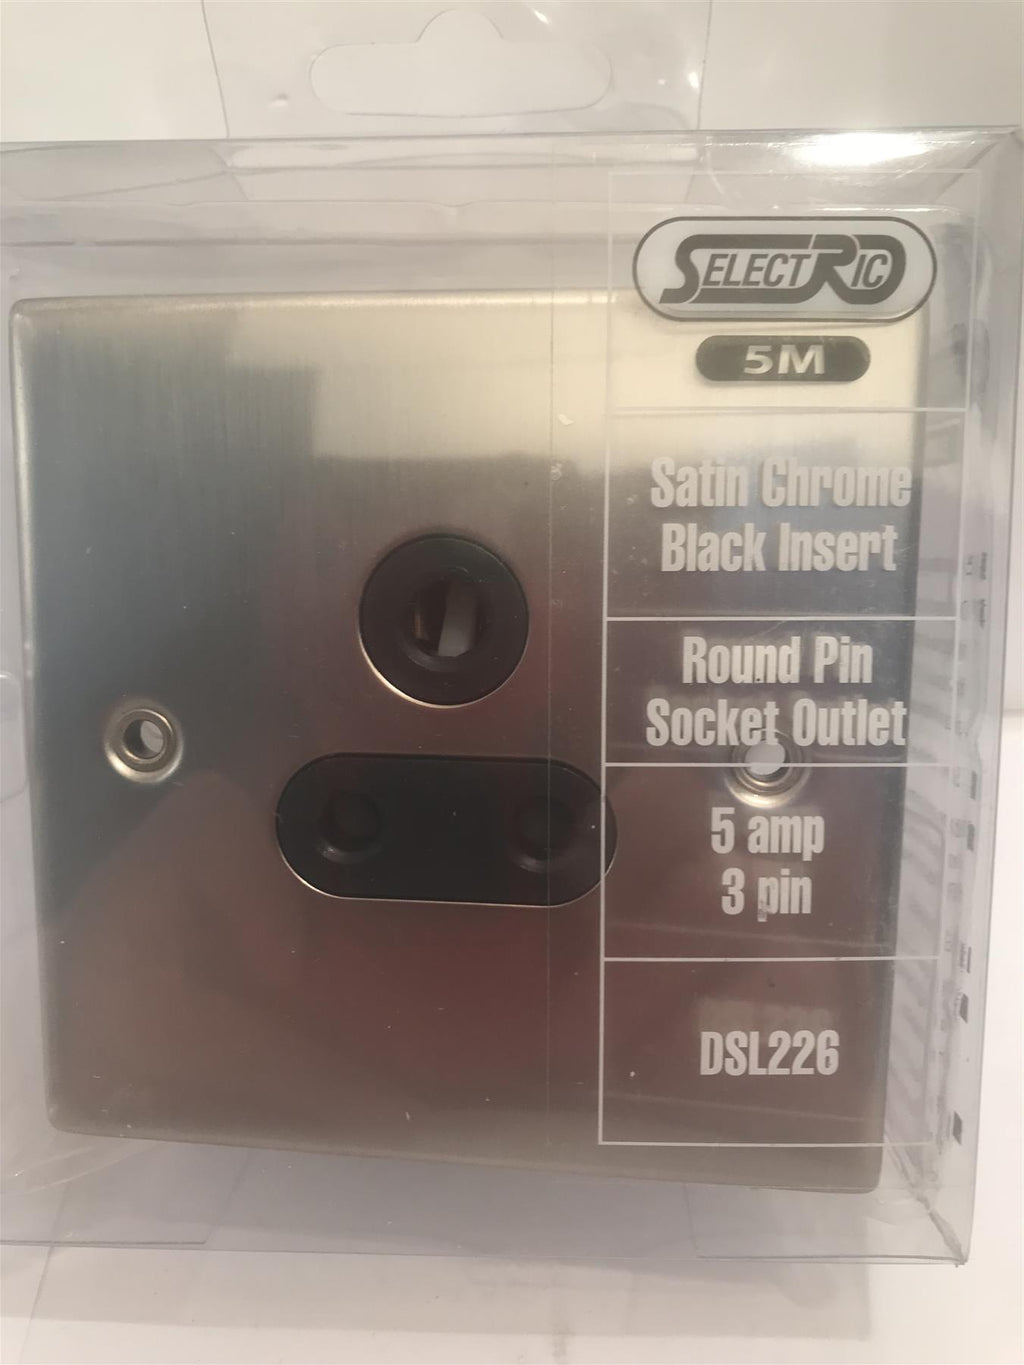 SELECTRIC
5M
Satin Chrome
Black Insert
Round Pin
Socket Outlet
5 amp
3 pin
DSL226